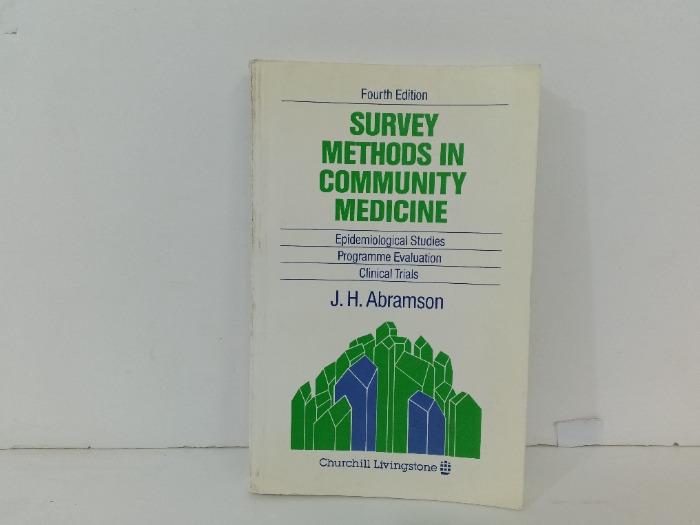 Fourth Edition
SURVEY
METHODS IN
COMMUNITY
MEDICINE
Epidemiological Studies
Programme Evaluation
Clinical Trials
J. H. Abramson
Churchill Livingstone